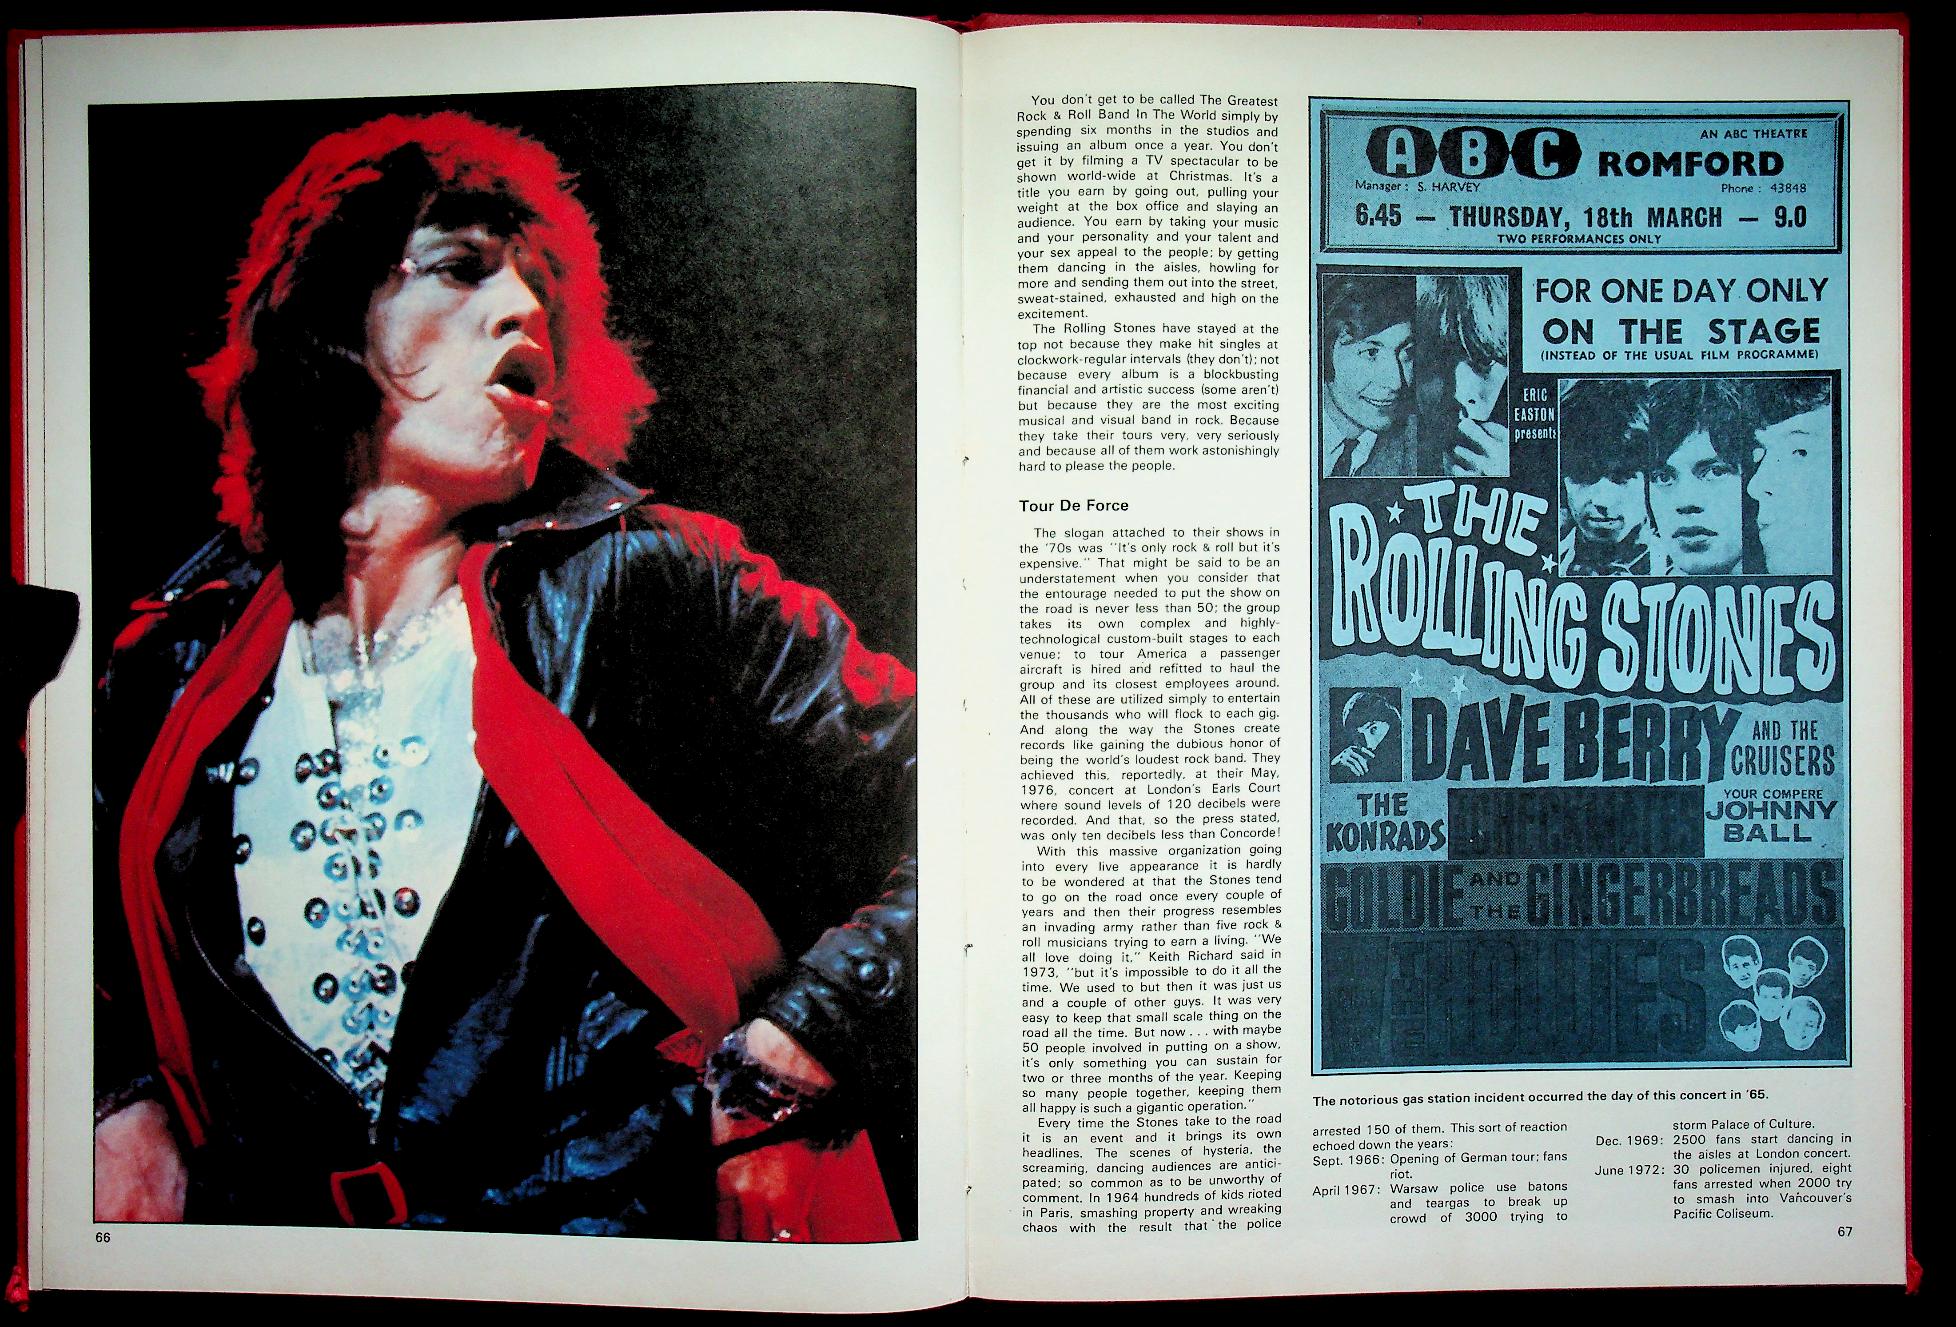 You don't get to be called The Greatest
Rock & Roll Band In The World simply by
spending six months in the studios and
issuing an album once a year. You don't
get it by filming a TV spectacular to be
shown world-wide at Christmas. It's a
title you earn by going out, pulling your
weight at the box office and slaying an
audience. You earn by taking your music
and your personality and your talent and
your sex appeal to the people; by getting
them dancing in the aisles, howling for
more and sending them out into the street,
sweat-stained, exhausted and high on the
excitement.
The Rolling Stones have stayed at the
top not because they make hit singles at
clockwork-regular intervals (they don't); not
because every album is a blockbusting
financial and artistic success (some aren't)
but because they are the most exciting
musical and visual band in rock. Because
they take their tours very, very seriously
and because all of them work astonishingly
hard to please the people.
Tour De Force
The slogan attached to their shows in
the '70s was "It's only rock & roll but it's
expensive." That might be said to be an
understatement when you consider that
the entourage needed to put the show on
the road is never less than 50; the group
takes its own complex and highly-
technological custom-built stages to each
venue; to tour America a passenger
aircraft is hired and refitted to haul the
group and its closest employees around.
All of these are utilized simply to entertain
the thousands who will flock to each gig.
And along the way the Stones create
records like gaining the dubious honor of
being the world's loudest rock band. They
achieved this, reportedly, at their May,
1976, concert at London's Earls Court
where sound levels of 120 decibels were
recorded. And that, so the press stated,
was only ten decibels less than Concorde!
With this massive organization going
into every live appearance it is hardly
to be wondered at that the Stones tend
to go on the road once every couple of
years and then their progress resembles
an invading army rather than five rock &
roll musicians trying to earn a living. "We
all love doing it," Keith Richard said in
1973, "but it's impossible to do it all the
time. We used to but then it was just us
and a couple of other guys. It was very
easy to keep that small scale thing on the
road all the time. But now . . . with maybe
50 people involved in putting on a show,
it's only something you can sustain for
two or three months of the year. Keeping
so many people together, keeping them
all happy is such a gigantic operation."
Every time the Stones take to the road
it is an event and it brings its own
headlines. The scenes of hysteria, the
screaming, dancing audiences are antici-
pated; so common as to be unworthy of
comment. In 1964 hundreds of kids rioted
in Paris, smashing property and wreaking
chaos with the result that the police
ABC
AN ABC THEATRE
ROMFORD
Manager: S. HARVEY
Phone: 43848
6.45 — THURSDAY, 18th MARCH — 9.0
TWO PERFORMANCES ONLY
FOR ONE DAY ONLY
ON THE STAGE
(INSTEAD OF THE USUAL FILM PROGRAMME)
ERIC
EASTON
presents
THE
ROLLING STONES
DAVE BERRY
AND THE
CRUISERS
THE
KONRADS
YOUR COMPERE
JOHNNY
BALL
GOLDIE AND THE GINGERBREADS
THE HOLLIES
The notorious gas station incident occurred the day of this concert in '65.
arrested 150 of them. This sort of reaction
echoed down the years:
Sept. 1966: Opening of German tour; fans
riot.
April 1967: Warsaw police use batons
and teargas to break up
crowd of 3000 trying to
storm Palace of Culture.
Dec. 1969: 2500 fans start dancing in
the aisles at London concert.
June 1972: 30 policemen injured, eight
fans arrested when 2000 try
to smash into Vancouver's
Pacific Coliseum.
66
67